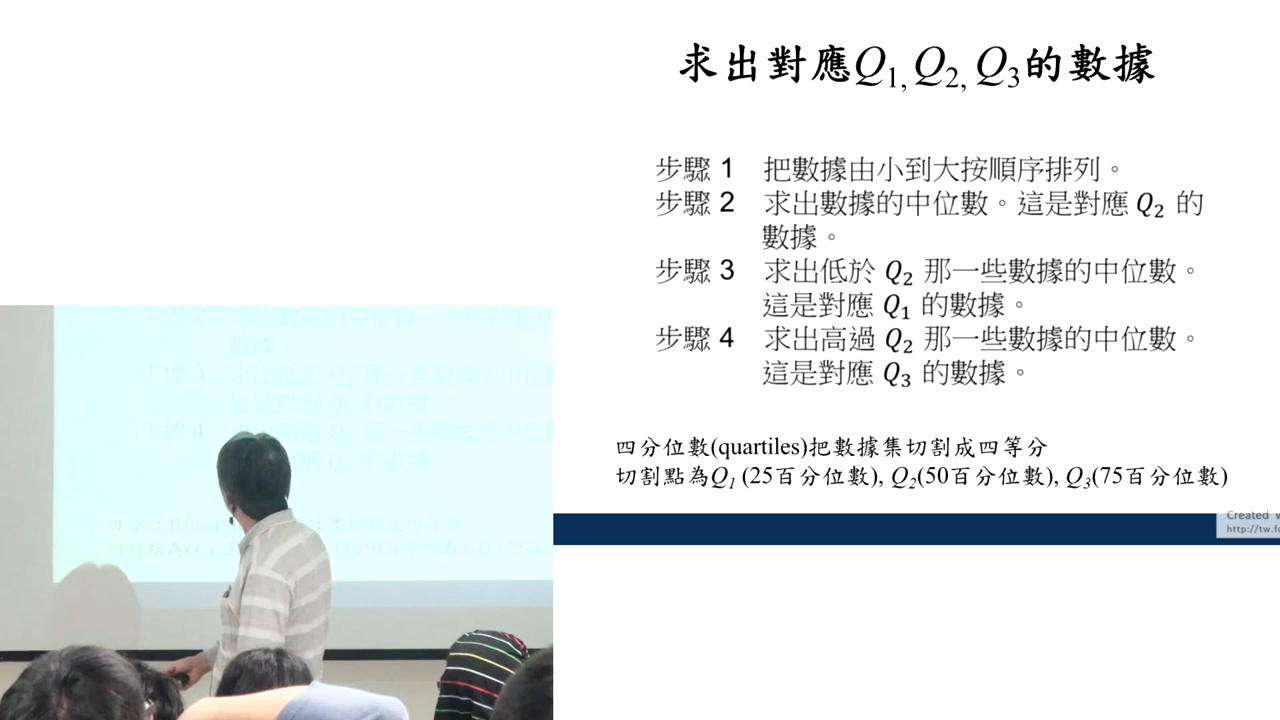 求出對應Q1, Q2, Q3的數據
步驟 1 把數據由小到大按順序排列。
步驟 2 求出數據的中位數。這是對應 Q2 的
數據。
步驟 3 求出低於 Q2 那一些數據的中位數。
這是對應 Q1 的數據。
步驟 4 求出高過 Q2 那一些數據的中位數。
這是對應 Q3 的數據。
四分位數(quartiles)把數據集切割成四等分
切割點為Q1 (25百分位數), Q2(50百分位數), Q3(75百分位數)
Created
http://tw.f